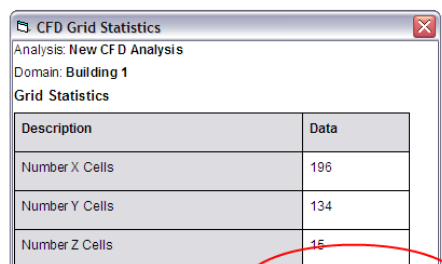 CFD Grid Statistics
Analysis: New CFD Analysis
Domain: Building 1
Grid Statistics
Description Data
Number X Cells 196
Number Y Cells 134
Number Z Cells 15